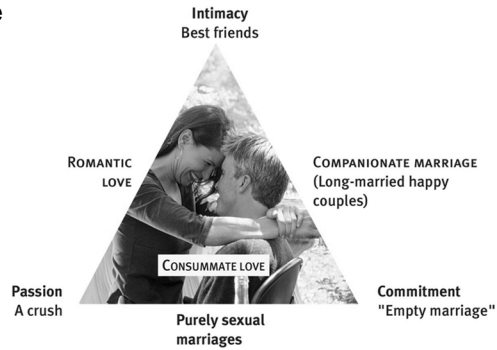 e
Intimacy
Best friends
ROMANTIC
LOVE
COMPANIONATE MARRIAGE
(Long-married happy
couples)
CONSUMMATE LOVE
Passion
A crush
Commitment
"Empty marriage"
Purely sexual
marriages